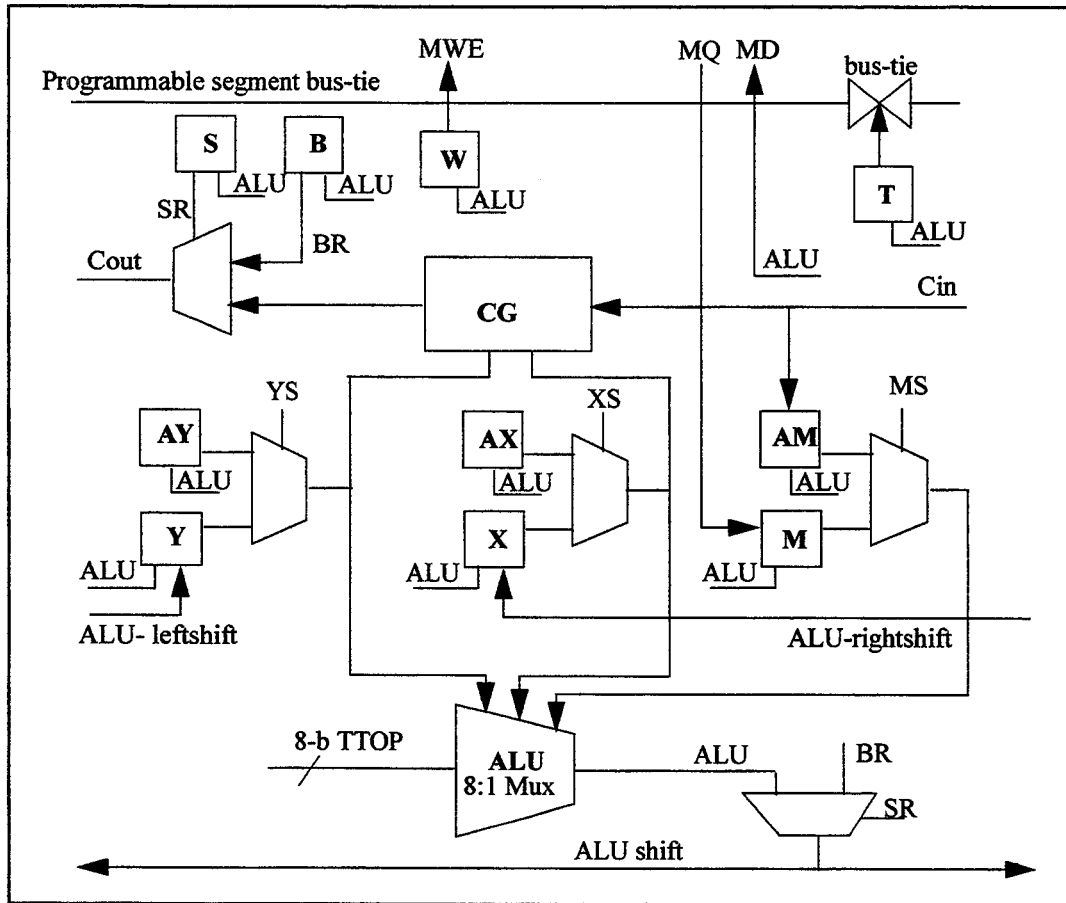 MWE
MQ MD
bus-tie
Programmable segment bus-tie
S
B
W
T
ALU
ALU
ALU
ALU
SR
BR
ALU
Cout
Cin
CG
YS
XS
MS
AY
AX
AM
ALU
ALU
ALU
Y
X
M
ALU
ALU
ALU
ALU- leftshift
ALU-rightshift
8-b TTOP
ALU
8:1 Mux
ALU
BR
SR
ALU shift